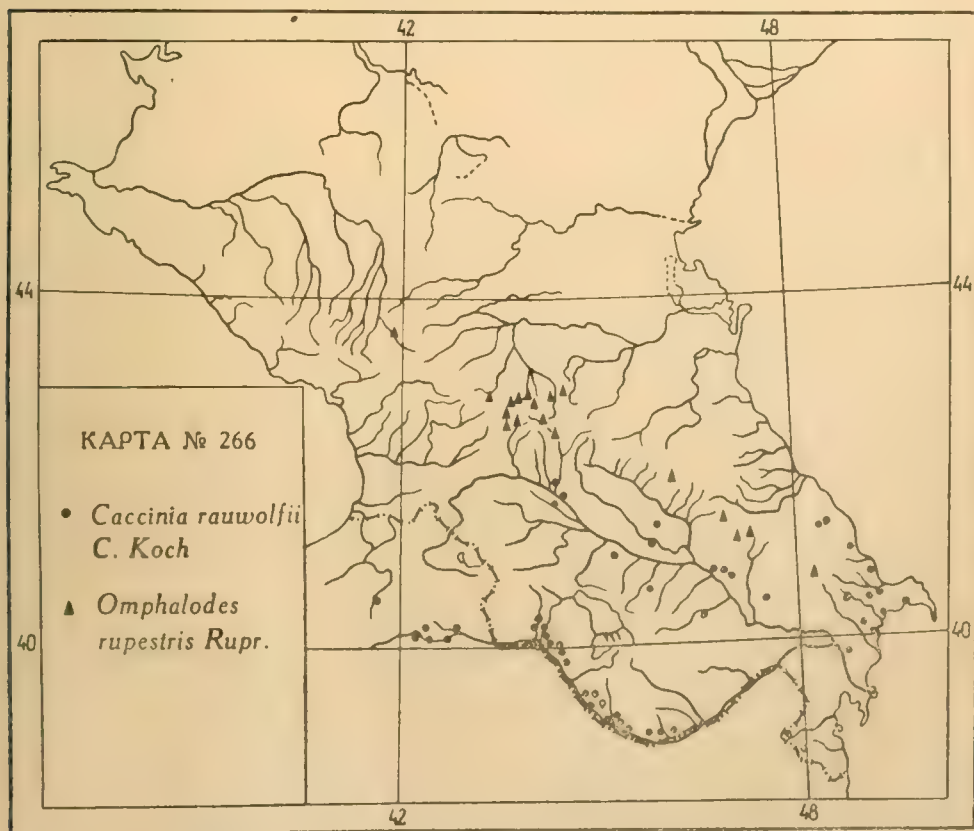 42 48
44 44
КАРТА № 266
● Caccinia rauwolfii
C. Koch
▲ Omphalodes
rupestris Rupr.
40 40
42 48